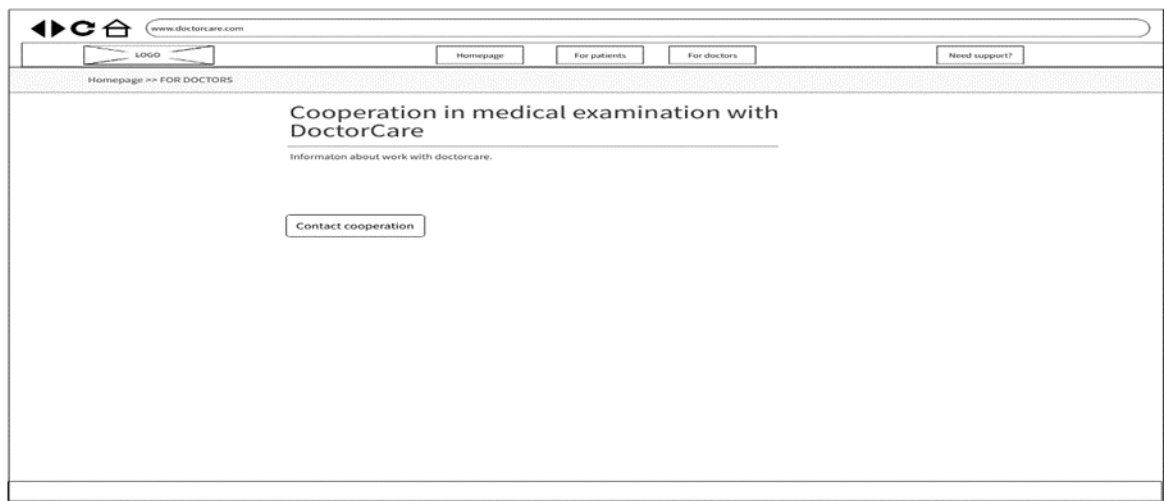 www.doctorcare.com
LOGO
Homepage
For patients
For doctors
Need support?
Homepage >> FOR DOCTORS
Cooperation in medical examination with
DoctorCare
Informaton about work with doctorcare.
Contact cooperation